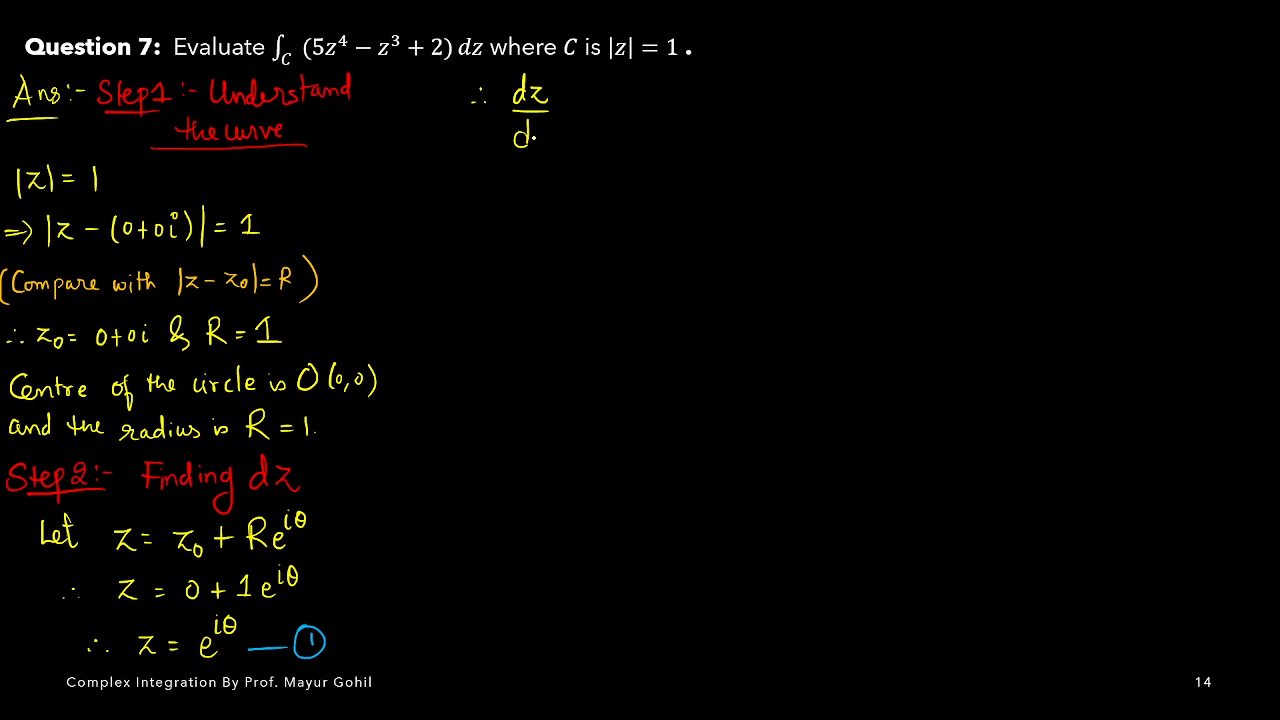 Question 7: Evaluate ∫_C (5z⁴ − z³ + 2) dz where C is |z| = 1 .
Ans :- Step1 :- Understand
the curve
|z| = 1
⇒ |z − (0+0i)| = 1
(Compare with |z − z₀| = R)
∴ z₀ = 0+0i & R = 1
Centre of the circle is O (0,0)
and the radius is R = 1.
Step2 :- Finding dz
Let z = z₀ + Re^{iθ}
∴ z = 0 + 1 e^{iθ}
∴ z = e^{iθ} — ①
∴ dz
d
Complex Integration By Prof. Mayur Gohil
14